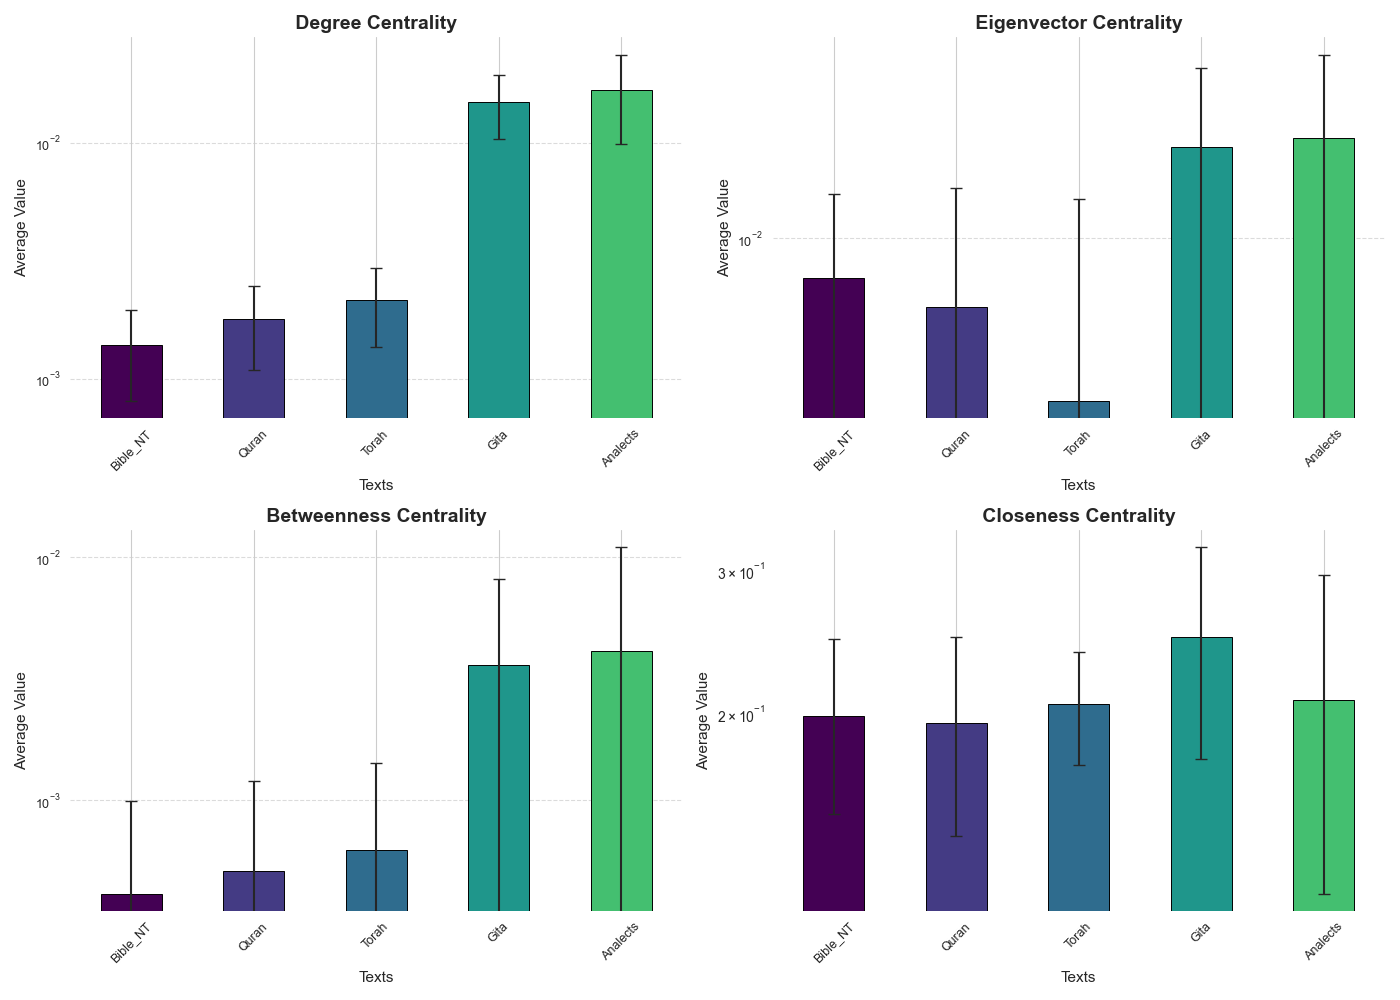 Degree Centrality
Average Value
10⁻²
10⁻³
Bible_NT
Quran
Torah
Gita
Analects
Texts
Eigenvector Centrality
Average Value
10⁻²
Bible_NT
Quran
Torah
Gita
Analects
Texts
Betweenness Centrality
Average Value
10⁻²
10⁻³
Bible_NT
Quran
Torah
Gita
Analects
Texts
Closeness Centrality
Average Value
3 × 10⁻¹
2 × 10⁻¹
Bible_NT
Quran
Torah
Gita
Analects
Texts